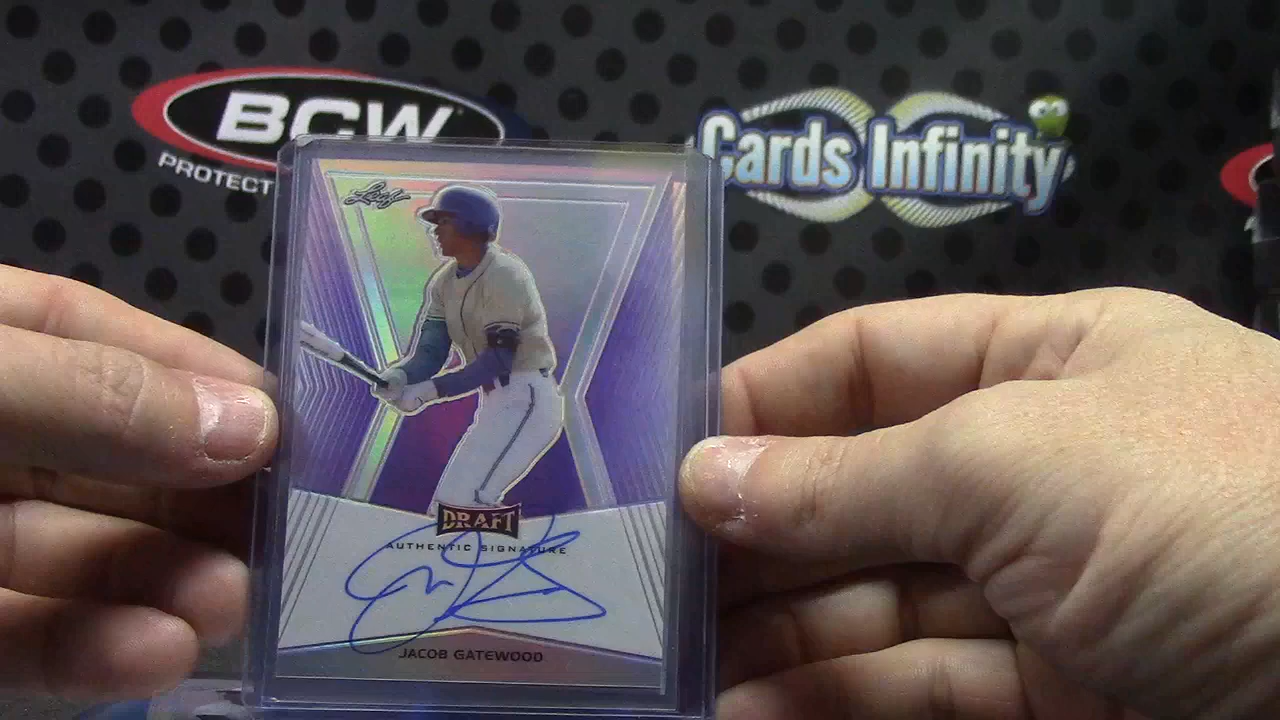 BCW
PROTECT
Cards Infinity
Leaf
DRAFT
AUTHENTIC SIGNATURE
JACOB GATEWOOD